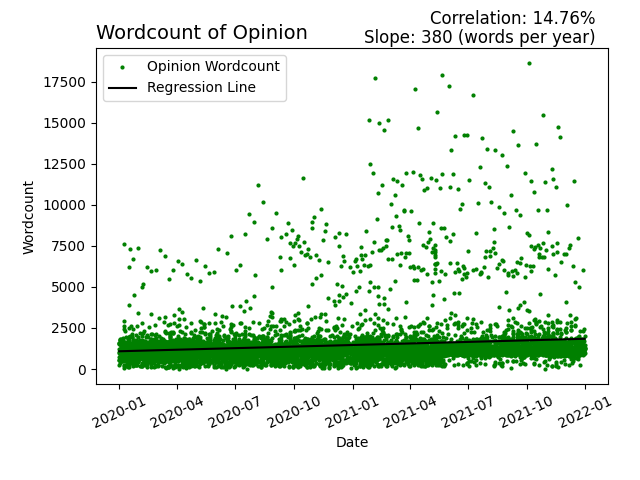 Wordcount of Opinion
Correlation: 14.76%
Slope: 380 (words per year)
Opinion Wordcount
Regression Line
17500
15000
12500
10000
7500
5000
2500
0
Wordcount
2020-01
2020-04
2020-07
2020-10
2021-01
2021-04
2021-07
2021-10
2022-01
Date